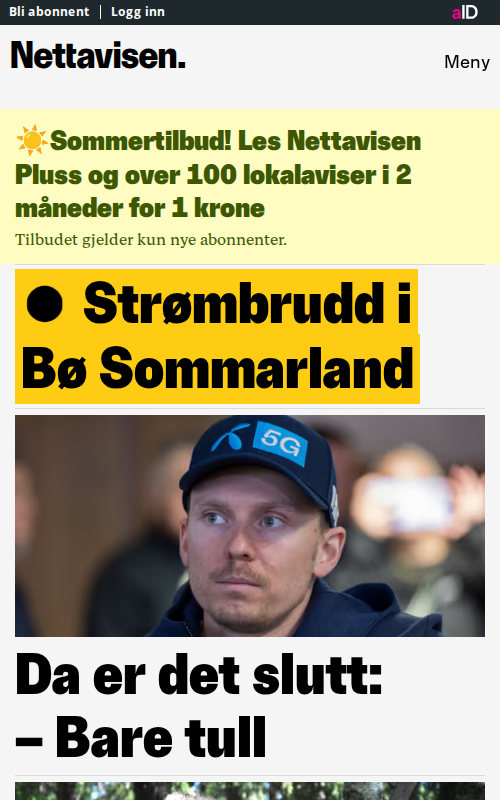 Bli abonnent | Logg inn
aID
Nettavisen.
Meny
☀️Sommertilbud! Les Nettavisen
Pluss og over 100 lokalaviser i 2
måneder for 1 krone
Tilbudet gjelder kun nye abonnenter.
● Strømbrudd i
Bø Sommarland
5G
Da er det slutt:
– Bare tull